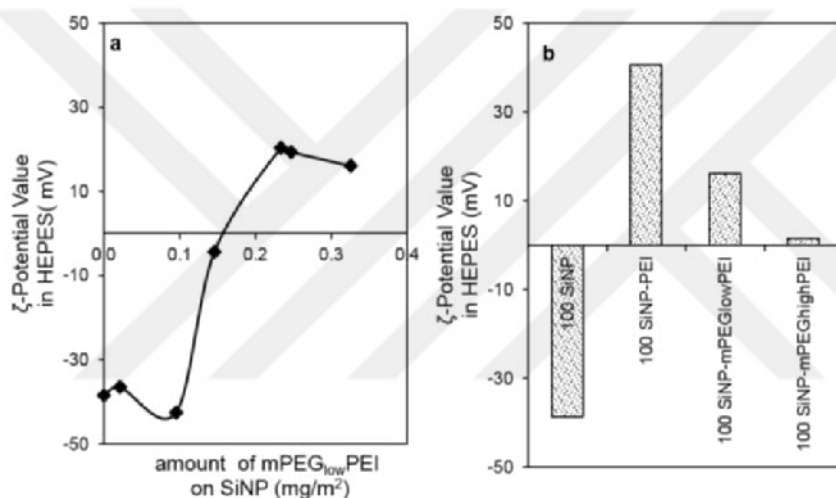 a
50
30
10
-10
-30
-50
0.0
0.1
0.2
0.3
0.4
ζ-Potential Value
in HEPES( mV)
amount of mPEGlowPEI
on SiNP (mg/m²)
b
50
30
10
-10
-30
-50
ζ-Potential Value
in HEPES (mV)
100 SiNP
100 SiNP-PEI
100 SiNP-mPEGlowPEI
100 SiNP-mPEGhighPEI